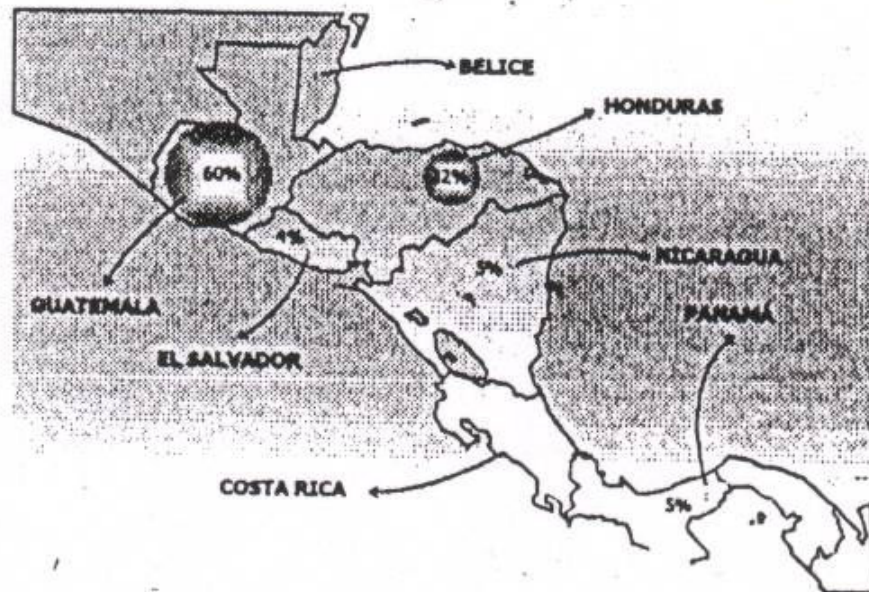 BELICE
HONDURAS
60%
12%
4%
5%
NICARAGUA
GUATEMALA
PANAMÁ
EL SALVADOR
COSTA RICA
5%